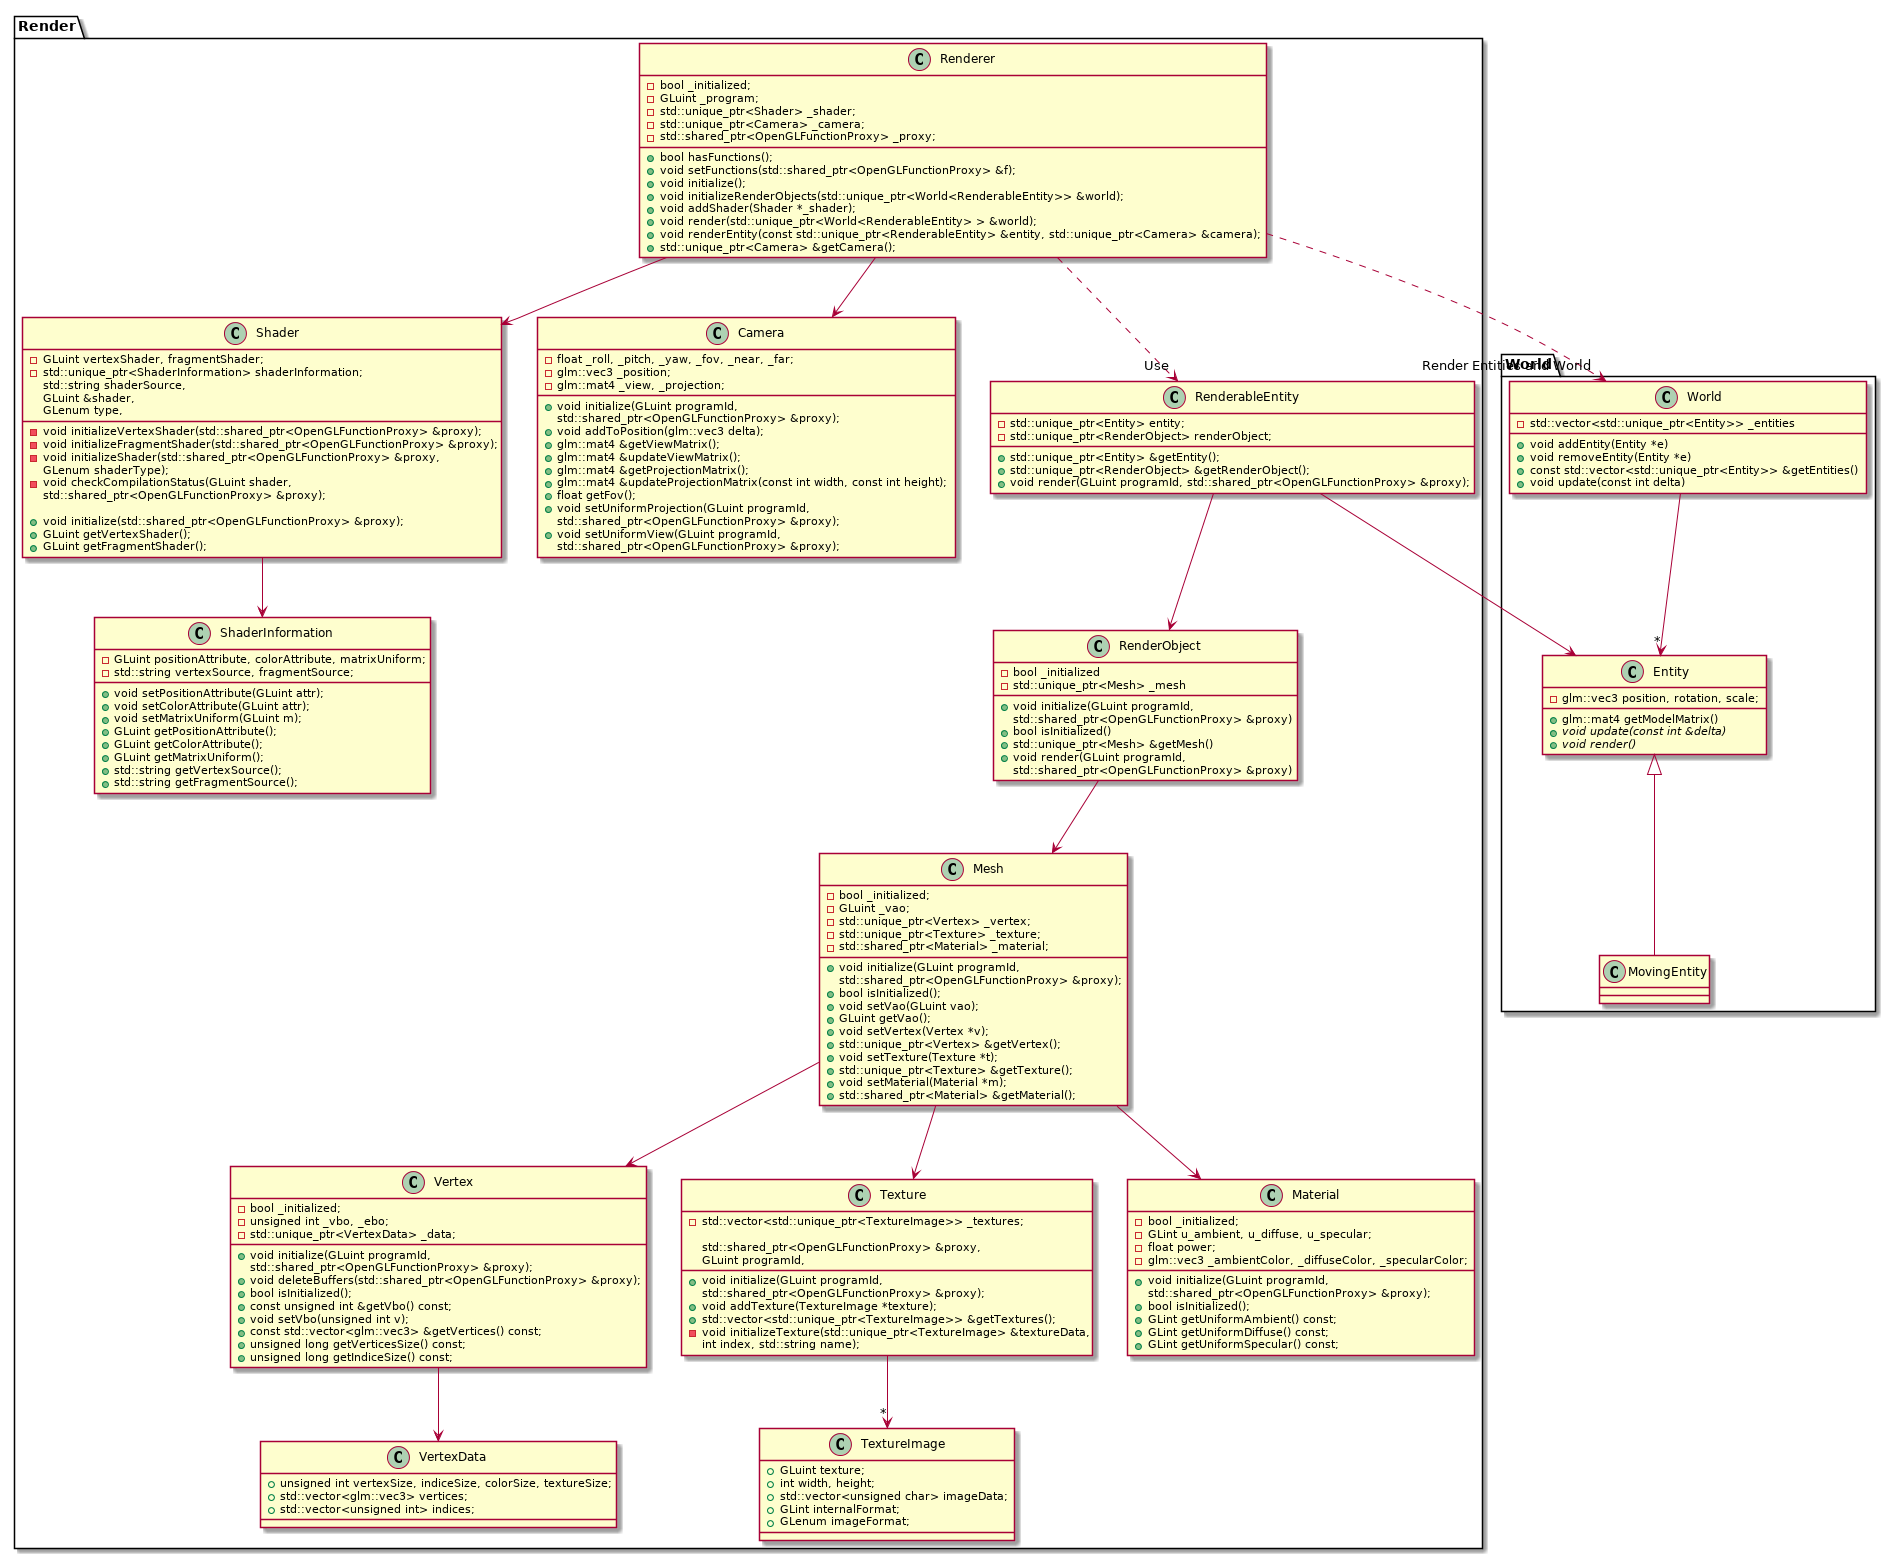 Render
C Renderer
bool _initialized;
GLuint _program;
std::unique_ptr<Shader> _shader;
std::unique_ptr<Camera> _camera;
std::shared_ptr<OpenGLFunctionProxy> _proxy;
bool hasFunctions();
void setFunctions(std::shared_ptr<OpenGLFunctionProxy> &f);
void initialize();
void initializeRenderObjects(std::unique_ptr<World<RenderableEntity>> &world);
void addShader(Shader *_shader);
void render(std::unique_ptr<World<RenderableEntity> > &world);
void renderEntity(const std::unique_ptr<RenderableEntity> &entity, std::unique_ptr<Camera> &camera);
std::unique_ptr<Camera> &getCamera();
C Shader
GLuint vertexShader, fragmentShader;
std::unique_ptr<ShaderInformation> shaderInformation;
std::string shaderSource,
GLuint &shader,
GLenum type,
void initializeVertexShader(std::shared_ptr<OpenGLFunctionProxy> &proxy);
void initializeFragmentShader(std::shared_ptr<OpenGLFunctionProxy> &proxy);
void initializeShader(std::shared_ptr<OpenGLFunctionProxy> &proxy,
GLenum shaderType);
void checkCompilationStatus(GLuint shader,
std::shared_ptr<OpenGLFunctionProxy> &proxy);
void initialize(std::shared_ptr<OpenGLFunctionProxy> &proxy);
GLuint getVertexShader();
GLuint getFragmentShader();
C Camera
float _roll, _pitch, _yaw, _fov, _near, _far;
glm::vec3 _position;
glm::mat4 _view, _projection;
void initialize(GLuint programId,
std::shared_ptr<OpenGLFunctionProxy> &proxy);
void addToPosition(glm::vec3 delta);
glm::mat4 &getViewMatrix();
glm::mat4 &updateViewMatrix();
glm::mat4 &getProjectionMatrix();
glm::mat4 &updateProjectionMatrix(const int width, const int height);
float getFov();
void setUniformProjection(GLuint programId,
std::shared_ptr<OpenGLFunctionProxy> &proxy);
void setUniformView(GLuint programId,
std::shared_ptr<OpenGLFunctionProxy> &proxy);
Use
C RenderableEntity
std::unique_ptr<Entity> entity;
std::unique_ptr<RenderObject> renderObject;
std::unique_ptr<Entity> &getEntity();
std::unique_ptr<RenderObject> &getRenderObject();
void render(GLuint programId, std::shared_ptr<OpenGLFunctionProxy> &proxy);
Render Entities and World
World
C World
std::vector<std::unique_ptr<Entity>> _entities
void addEntity(Entity *e)
void removeEntity(Entity *e)
const std::vector<std::unique_ptr<Entity>> &getEntities()
void update(const int delta)
C ShaderInformation
GLuint positionAttribute, colorAttribute, matrixUniform;
std::string vertexSource, fragmentSource;
void setPositionAttribute(GLuint attr);
void setColorAttribute(GLuint attr);
void setMatrixUniform(GLuint m);
GLuint getPositionAttribute();
GLuint getColorAttribute();
GLuint getMatrixUniform();
std::string getVertexSource();
std::string getFragmentSource();
C RenderObject
bool _initialized
std::unique_ptr<Mesh> _mesh
void initialize(GLuint programId,
std::shared_ptr<OpenGLFunctionProxy> &proxy)
bool isInitialized()
std::unique_ptr<Mesh> &getMesh()
void render(GLuint programId,
std::shared_ptr<OpenGLFunctionProxy> &proxy)
*
C Entity
glm::vec3 position, rotation, scale;
glm::mat4 getModelMatrix()
void update(const int &delta)
void render()
C Mesh
bool _initialized;
GLuint _vao;
std::unique_ptr<Vertex> _vertex;
std::unique_ptr<Texture> _texture;
std::shared_ptr<Material> _material;
void initialize(GLuint programId,
std::shared_ptr<OpenGLFunctionProxy> &proxy);
bool isInitialized();
void setVao(GLuint vao);
GLuint getVao();
void setVertex(Vertex *v);
std::unique_ptr<Vertex> &getVertex();
void setTexture(Texture *t);
std::unique_ptr<Texture> &getTexture();
void setMaterial(Material *m);
std::shared_ptr<Material> &getMaterial();
C MovingEntity
C Vertex
bool _initialized;
unsigned int _vbo, _ebo;
std::unique_ptr<VertexData> _data;
void initialize(GLuint programId,
std::shared_ptr<OpenGLFunctionProxy> &proxy);
void deleteBuffers(std::shared_ptr<OpenGLFunctionProxy> &proxy);
bool isInitialized();
const unsigned int &getVbo() const;
void setVbo(unsigned int v);
const std::vector<glm::vec3> &getVertices() const;
unsigned long getVerticesSize() const;
unsigned long getIndiceSize() const;
C Texture
std::vector<std::unique_ptr<TextureImage>> _textures;
std::shared_ptr<OpenGLFunctionProxy> &proxy,
GLuint programId,
void initialize(GLuint programId,
std::shared_ptr<OpenGLFunctionProxy> &proxy);
void addTexture(TextureImage *texture);
std::vector<std::unique_ptr<TextureImage>> &getTextures();
void initializeTexture(std::unique_ptr<TextureImage> &textureData,
int index, std::string name);
C Material
bool _initialized;
GLint u_ambient, u_diffuse, u_specular;
float power;
glm::vec3 _ambientColor, _diffuseColor, _specularColor;
void initialize(GLuint programId,
std::shared_ptr<OpenGLFunctionProxy> &proxy);
bool isInitialized();
GLint getUniformAmbient() const;
GLint getUniformDiffuse() const;
GLint getUniformSpecular() const;
C VertexData
unsigned int vertexSize, indiceSize, colorSize, textureSize;
std::vector<glm::vec3> vertices;
std::vector<unsigned int> indices;
*
C TextureImage
GLuint texture;
int width, height;
std::vector<unsigned char> imageData;
GLint internalFormat;
GLenum imageFormat;